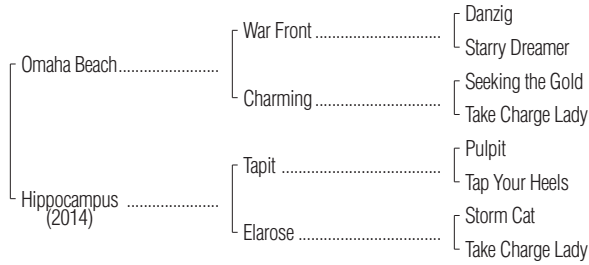 Danzig
War Front ....................................
Starry Dreamer
Omaha Beach..........................
Seeking the Gold
Charming ....................................
Take Charge Lady
Pulpit
Tapit ............................................
Tap Your Heels
Hippocampus ........................
(2014)
Storm Cat
Elarose ........................................
Take Charge Lady